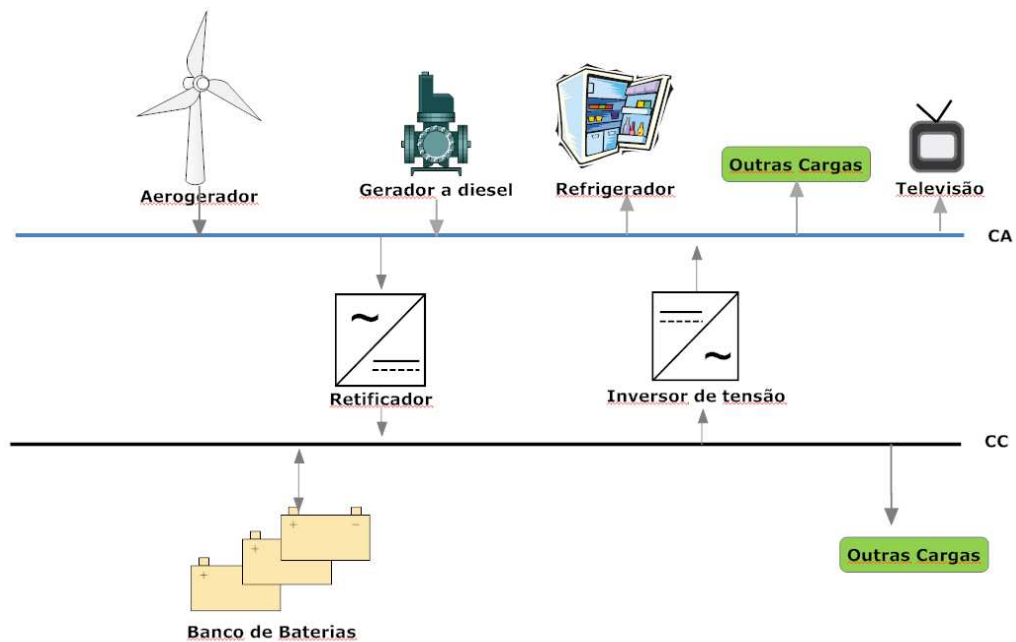 Aerogerador
Gerador a diesel
Refrigerador
Outras Cargas
Televisão
CA
~
~
Retificador
Inversor de tensão
CC
+
-
+
+
Outras Cargas
Banco de Baterias